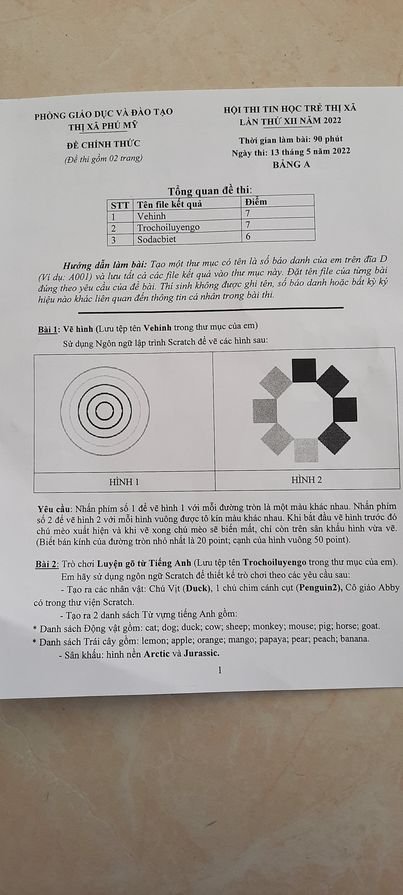 PHÒNG GIÁO DỤC VÀ ĐÀO TẠO
THỊ XÃ PHÚ MỸ
ĐỀ CHÍNH THỨC
(Đề thi gồm 02 trang)
HỘI THI TIN HỌC TRẺ THỊ XÃ
LẦN THỨ XII NĂM 2022
Thời gian làm bài: 90 phút
Ngày thi: 13 tháng 5 năm 2022
BẢNG A
Tổng quan đề thi:
STT Tên file kết quả Điểm
1 Vehinh 7
2 Trochoiluyengo 7
3 Sodacbiet 6
Hướng dẫn làm bài: Tạo một thư mục có tên là số báo danh của em trên đĩa D
(Ví dụ: A001) và lưu tất cả các file kết quả vào thư mục này. Đặt tên file của từng bài
đúng theo yêu cầu của đề bài. Thí sinh không được ghi tên, số báo danh hoặc bất kỳ ký
hiệu nào khác liên quan đến thông tin cá nhân trong bài thi.
Bài 1: Vẽ hình (Lưu tệp tên Vehinh trong thư mục của em)
Sử dụng Ngôn ngữ lập trình Scratch để vẽ các hình sau:
HÌNH 1 HÌNH 2
Yêu cầu: Nhấn phím số 1 để vẽ hình 1 với mỗi đường tròn là một màu khác nhau. Nhấn phím
số 2 để vẽ hình 2 với mỗi hình vuông được tô kín màu khác nhau. Khi bắt đầu vẽ hình trước đó
chú mèo xuất hiện và khi vẽ xong chú mèo sẽ biến mất, chỉ còn trên sân khấu hình vừa vẽ.
(Biết bán kính của đường tròn nhỏ nhất là 20 point; cạnh của hình vuông 50 point).
Bài 2: Trò chơi Luyện gõ từ Tiếng Anh (Lưu tệp tên Trochoiluyengo trong thư mục của em).
Em hãy sử dụng ngôn ngữ Scratch để thiết kế trò chơi theo các yêu cầu sau:
- Tạo ra các nhân vật: Chú Vịt (Duck), 1 chú chim cánh cụt (Penguin2), Cô giáo Abby
có trong thư viện Scratch.
- Tạo ra 2 danh sách Từ vựng tiếng Anh gồm:
* Danh sách Động vật gồm: cat; dog; duck; cow; sheep; monkey; mouse; pig; horse; goat.
* Danh sách Trái cây gồm: lemon; apple; orange; mango; papaya; pear; peach; banana.
- Sân khấu: hình nền Arctic và Jurassic.
1